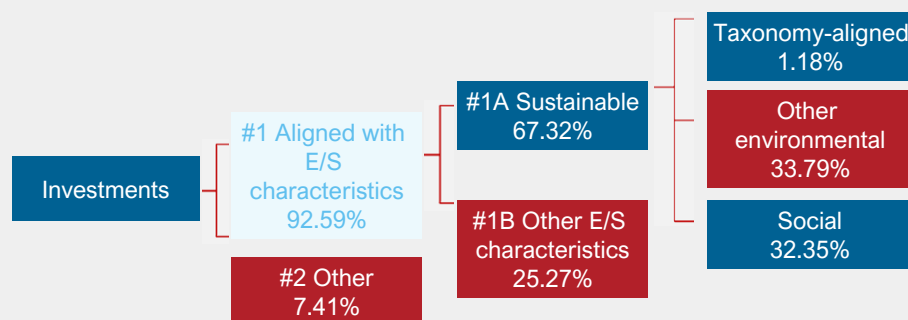 Investments
#1 Aligned with
E/S
characteristics
92.59%
#2 Other
7.41%
#1A Sustainable
67.32%
#1B Other E/S
characteristics
25.27%
Taxonomy-aligned
1.18%
Other
environmental
33.79%
Social
32.35%